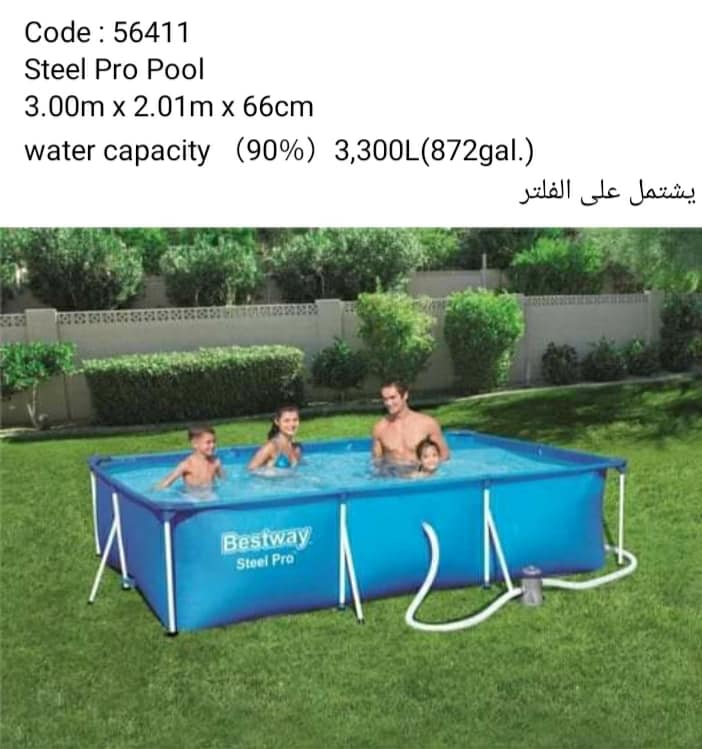 Code : 56411
Steel Pro Pool
3.00m x 2.01m x 66cm
water capacity （90%）3,300L(872gal.)
يشتمل على الفلتر
Bestway
Steel Pro